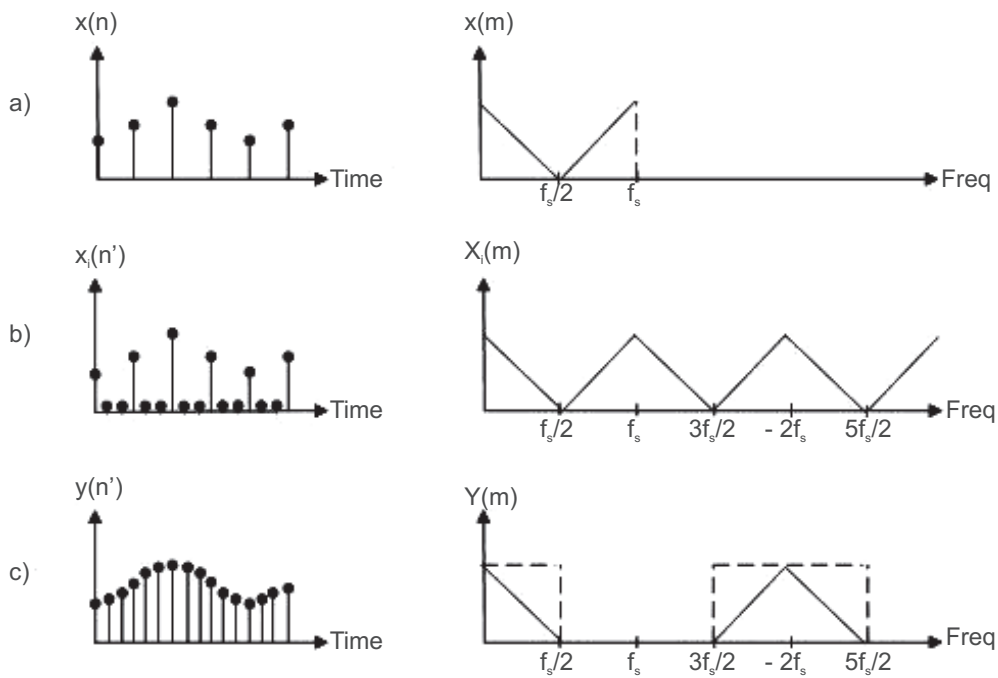 x(n)
x(m)
a)
Time
f_s/2
f_s
Freq
x_i(n')
X_i(m)
b)
Time
f_s/2
f_s
3f_s/2
- 2f_s
5f_s/2
Freq
y(n')
Y(m)
c)
Time
f_s/2
f_s
3f_s/2
- 2f_s
5f_s/2
Freq